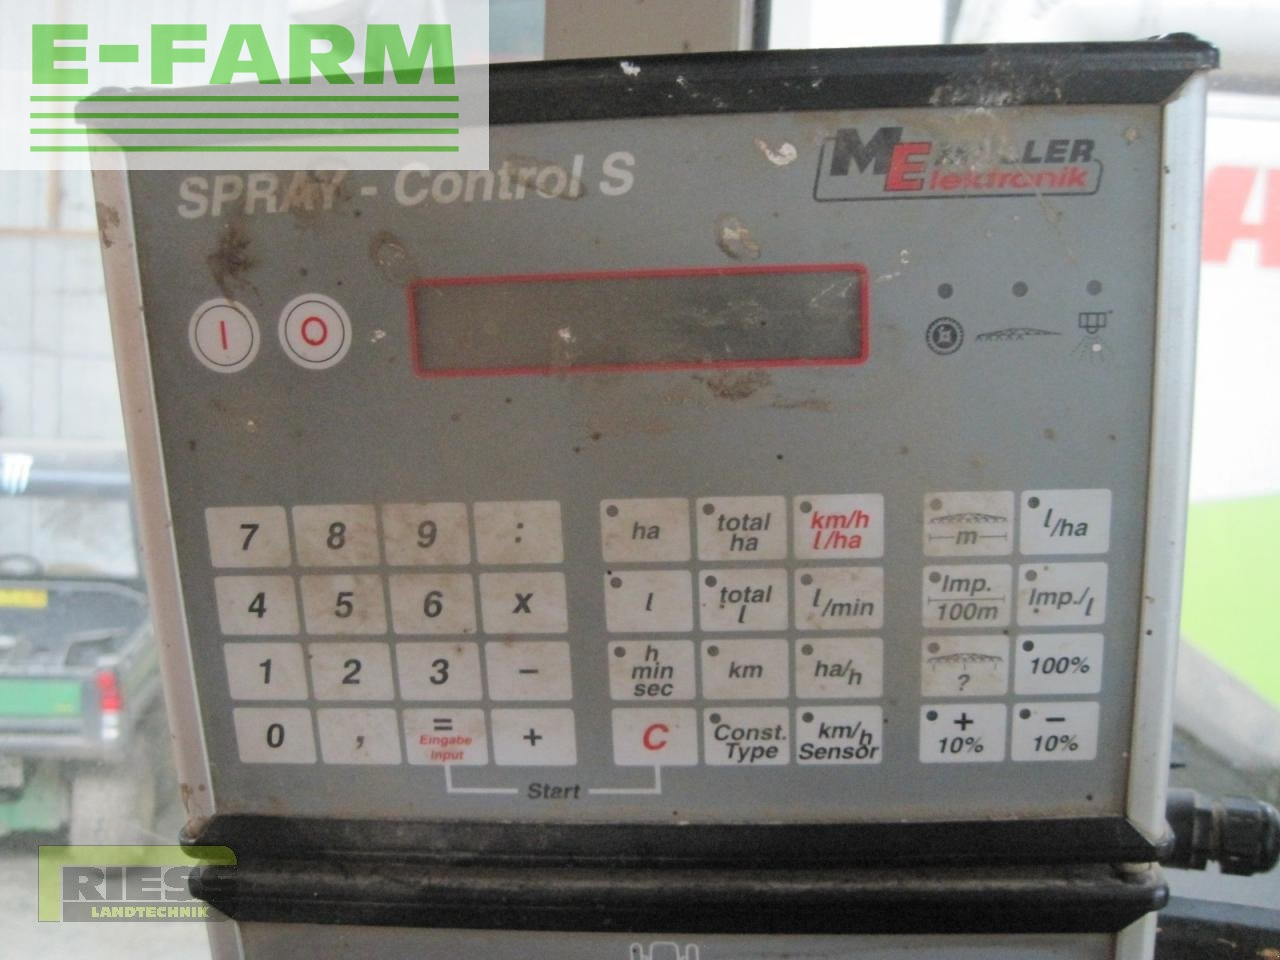 E-FARM
SPRAY - Control S
ME MÜLLER
Elektronik
I O
7 8 9 :
4 5 6 x
1 2 3 -
0 , = +
Eingabe
Input
ha
total
ha
km/h
l/ha
l
total
l
l/min
h
min
sec
km
ha/h
C
Const.
Type
km/h
Sensor
Start
m
l/ha
Imp.
100m
Imp./l
?
100%
+
10%
-
10%
RIESS
LANDTECHNIK